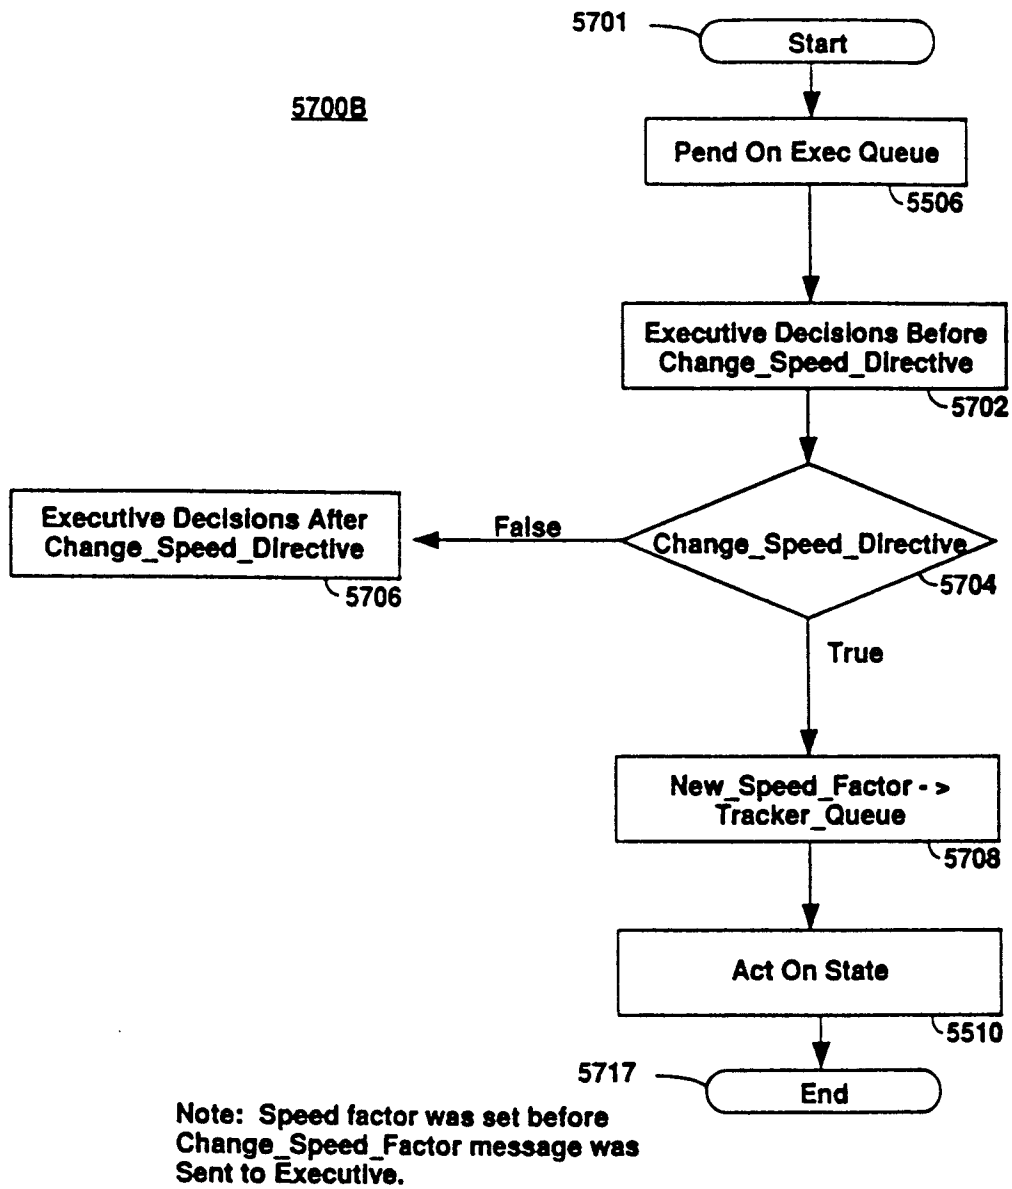 5701
Start
5700B
Pend On Exec Queue
5506
Executive Decisions Before
Change_Speed_Directive
5702
Executive Decisions After
Change_Speed_Directive
5706
False
Change_Speed_Directive
5704
True
New_Speed_Factor - >
Tracker_Queue
5708
Act On State
5510
5717
End
Note: Speed factor was set before
Change_Speed_Factor message was
Sent to Executive.